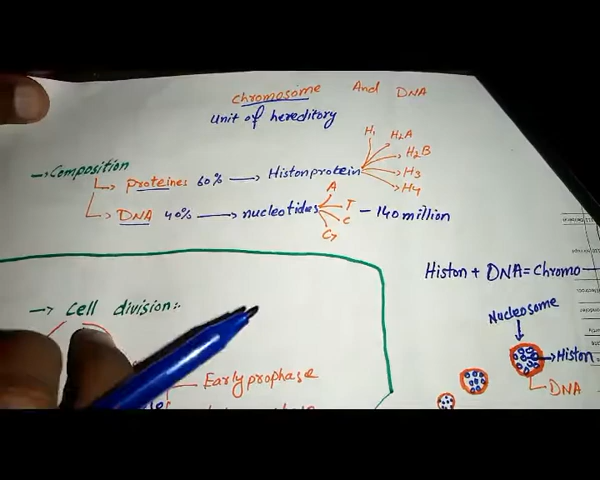 Chromosome And DNA
Unit of hereditory
→ Composition
H1 H2A H2B H3 H4
→ proteines 60% → Histonprotein
→ DNA 40% → nucleotides - 140 million
A T C G
Histon + DNA = Chromo
→ Cell division:-
Nucleosome
→ Histon
DNA
Early prophase